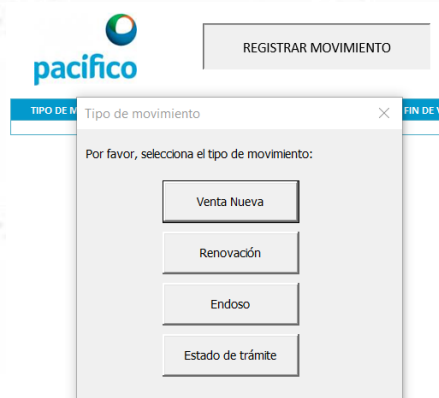 pacifico
REGISTRAR MOVIMIENTO
TIPO DE
FIN DE
Tipo de movimiento
Por favor, selecciona el tipo de movimiento:
Venta Nueva
Renovación
Endoso
Estado de trámite